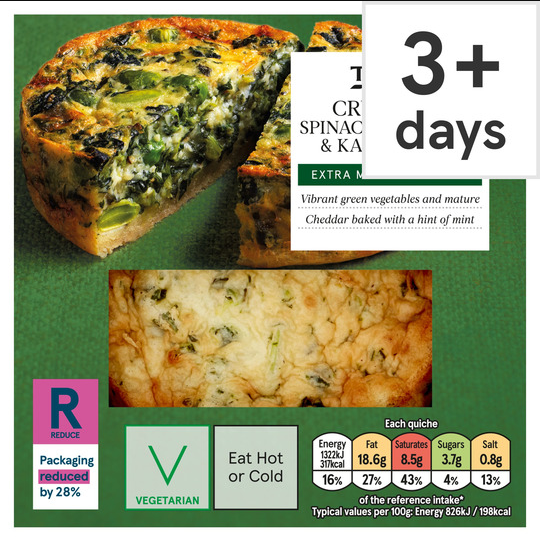 3+
days
SPINAC
& KA
EXTRA M
Vibrant green vegetables and mature
Cheddar baked with a hint of mint
R
REDUCE
Packaging
reduced
by 28%
V
VEGETARIAN
Eat Hot
or Cold
Each quiche
Energy
1322kJ
317kcal
16%
Fat
18.6g
27%
Saturates
8.5g
43%
Sugars
3.7g
4%
Salt
0.8g
13%
of the reference intake*
Typical values per 100g: Energy 826kJ / 198kcal